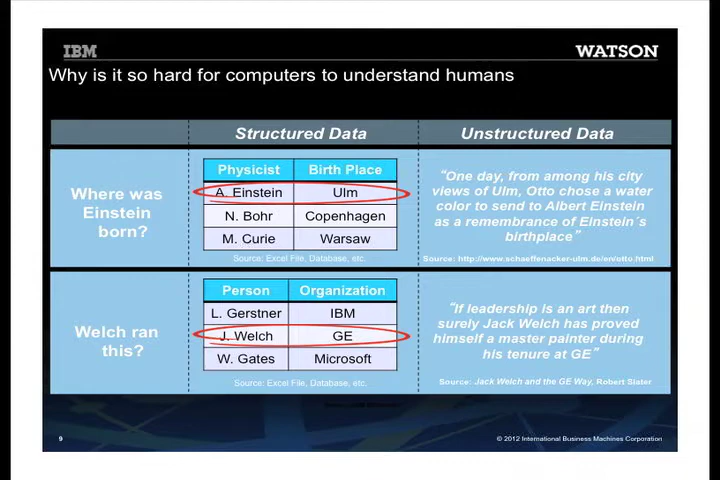 IBM
WATSON
Why is it so hard for computers to understand humans
Structured Data
Unstructured Data
Where was
Einstein
born?
Physicist Birth Place
A. Einstein Ulm
N. Bohr Copenhagen
M. Curie Warsaw
Source: Excel File, Database, etc.
“One day, from among his city
views of Ulm, Otto chose a water
color to send to Albert Einstein
as a remembrance of Einstein´s
birthplace”
Source: http://www.schaeffenacker-ulm.de/en/otto.html
Welch ran
this?
Person Organization
L. Gerstner IBM
J. Welch GE
W. Gates Microsoft
Source: Excel File, Database, etc.
“If leadership is an art then
surely Jack Welch has proved
himself a master painter during
his tenure at GE”
Source: Jack Welch and the GE Way, Robert Slater
9
© 2012 International Business Machines Corporation